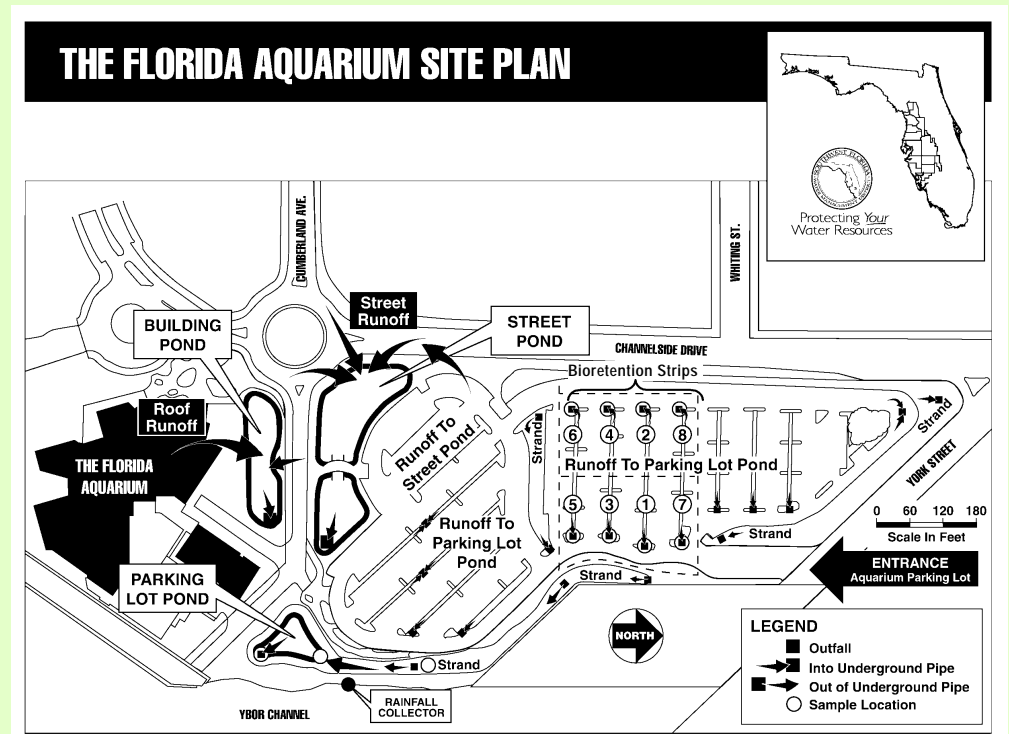 THE FLORIDA AQUARIUM SITE PLAN
Protecting Your
Water Resources
CUMBERLAND AVE.
WHITING ST.
Street
Runoff
BUILDING
POND
STREET
POND
CHANNELSIDE DRIVE
Bioretention Strips
Roof
Runoff
Runoff To
Street Pond
Strand
6
4
2
8
Strand
THE FLORIDA
AQUARIUM
Runoff To Parking Lot Pond
YORK STREET
5
3
1
7
0 60 120 180
Scale In Feet
Runoff To
Parking Lot
Pond
Strand
Strand
ENTRANCE
Aquarium Parking Lot
PARKING
LOT POND
NORTH
LEGEND
Outfall
Into Underground Pipe
Out of Underground Pipe
Sample Location
Strand
RAINFALL
COLLECTOR
YBOR CHANNEL